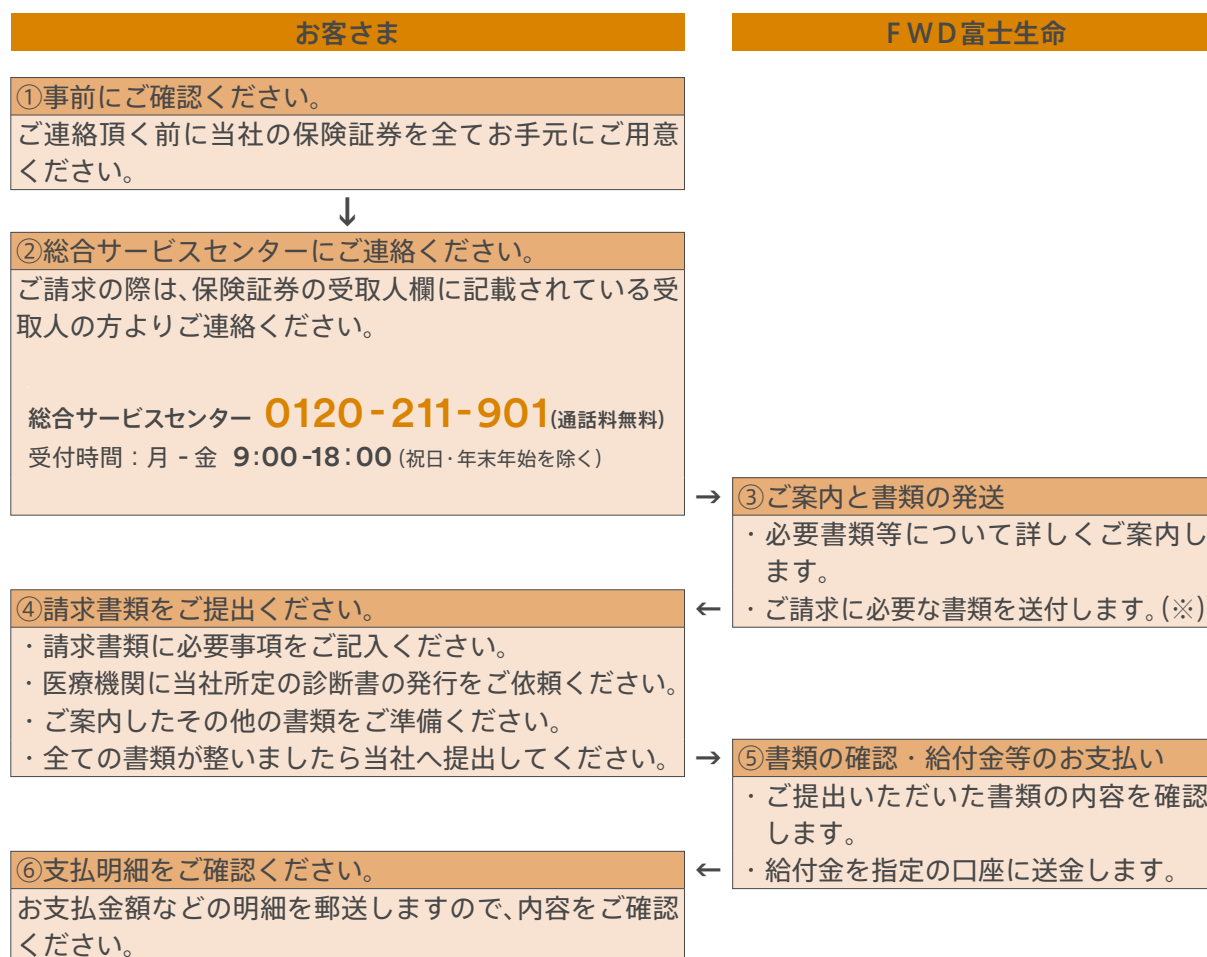 お客さま
FWD富士生命
①事前にご確認ください。
ご連絡頂く前に当社の保険証券を全てお手元にご用意
ください。
↓
②総合サービスセンターにご連絡ください。
ご請求の際は、保険証券の受取人欄に記載されている受
取人の方よりご連絡ください。
総合サービスセンター 0120-211-901(通話料無料)
受付時間：月 - 金 9:00-18:00 (祝日・年末年始を除く)
→
③ご案内と書類の発送
・必要書類等について詳しくご案内し
ます。
・ご請求に必要な書類を送付します。(※)
←
④請求書類をご提出ください。
・請求書類に必要事項をご記入ください。
・医療機関に当社所定の診断書の発行をご依頼ください。
・ご案内したその他の書類をご準備ください。
・全ての書類が整いましたら当社へ提出してください。
→
⑤書類の確認・給付金等のお支払い
・ご提出いただいた書類の内容を確認
します。
・給付金を指定の口座に送金します。
←
⑥支払明細をご確認ください。
お支払金額などの明細を郵送しますので、内容をご確認
ください。